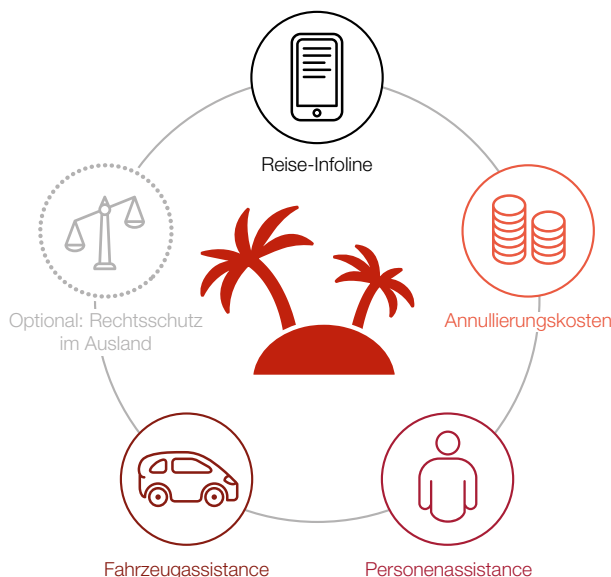 Reise-Infoline
Optional: Rechtsschutz
im Ausland
Annullierungskosten
Fahrzeugassistance
Personenassistance